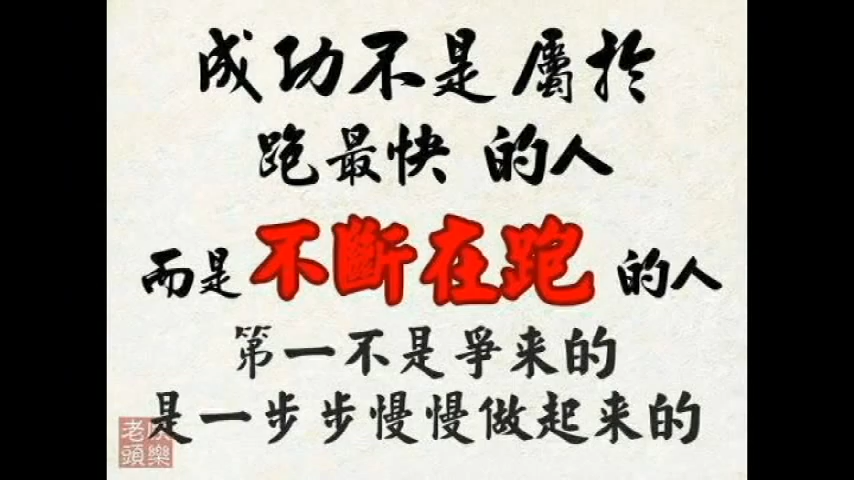 成功不是屬於
跑最快的人
而是不斷在跑的人
第一不是爭来的
是一步步慢慢做起来的
老頭
樂